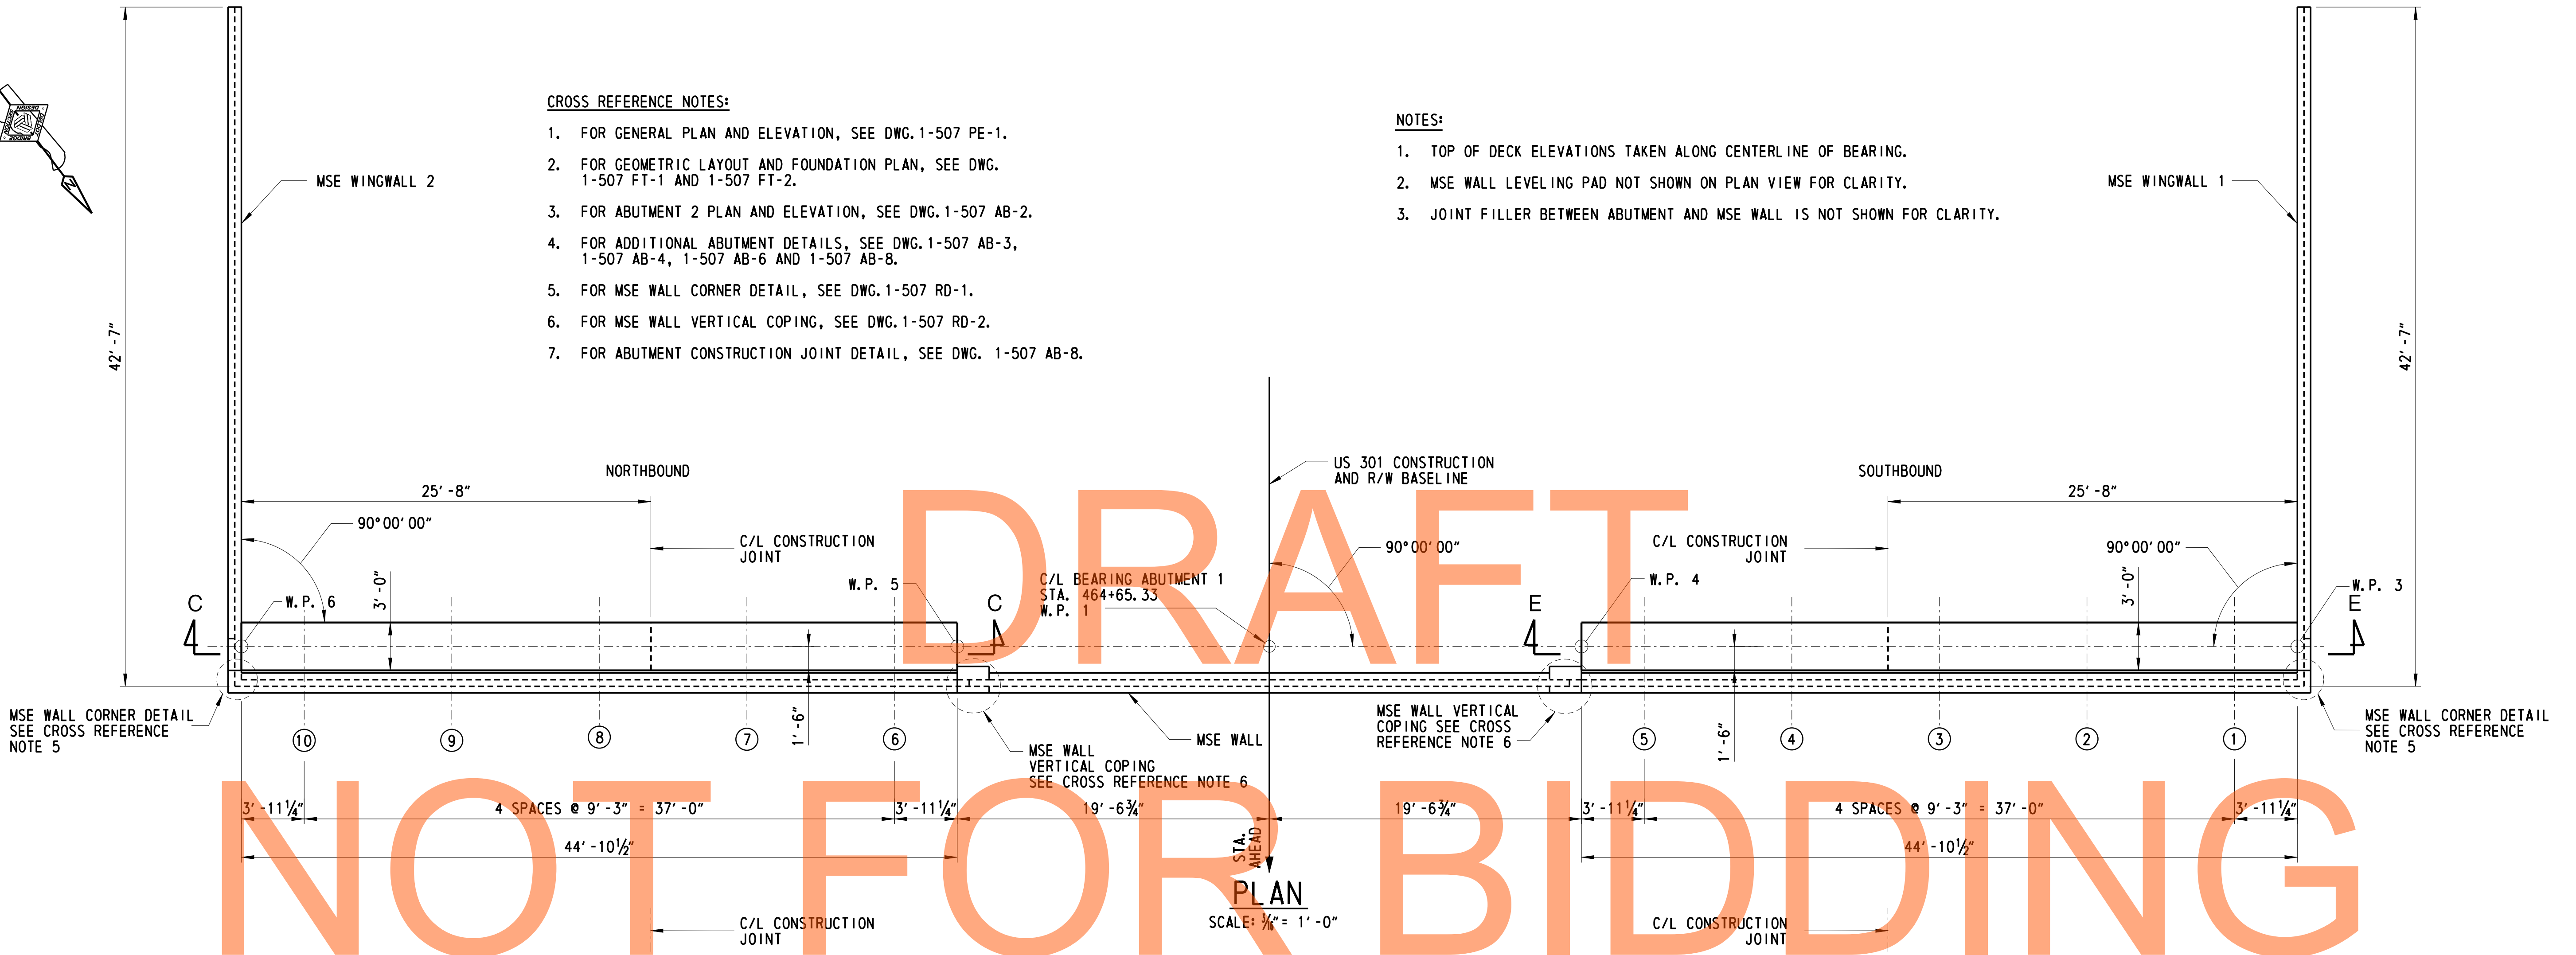 42'-7"
DELDOT
BRIDGE
DESIGN
SECTION
N
MSE WINGWALL 2
CROSS REFERENCE NOTES:
1. FOR GENERAL PLAN AND ELEVATION, SEE DWG. 1-507 PE-1.
2. FOR GEOMETRIC LAYOUT AND FOUNDATION PLAN, SEE DWG.
1-507 FT-1 AND 1-507 FT-2.
3. FOR ABUTMENT 2 PLAN AND ELEVATION, SEE DWG. 1-507 AB-2.
4. FOR ADDITIONAL ABUTMENT DETAILS, SEE DWG. 1-507 AB-3,
1-507 AB-4, 1-507 AB-6 AND 1-507 AB-8.
5. FOR MSE WALL CORNER DETAIL, SEE DWG. 1-507 RD-1.
6. FOR MSE WALL VERTICAL COPING, SEE DWG. 1-507 RD-2.
7. FOR ABUTMENT CONSTRUCTION JOINT DETAIL, SEE DWG. 1-507 AB-8.
NOTES:
1. TOP OF DECK ELEVATIONS TAKEN ALONG CENTERLINE OF BEARING.
2. MSE WALL LEVELING PAD NOT SHOWN ON PLAN VIEW FOR CLARITY.
3. JOINT FILLER BETWEEN ABUTMENT AND MSE WALL IS NOT SHOWN FOR CLARITY.
MSE WINGWALL 1
42'-7"
NORTHBOUND
US 301 CONSTRUCTION
AND R/W BASELINE
SOUTHBOUND
25'-8"
25'-8"
DRAFT
90°00'00"
C/L CONSTRUCTION
JOINT
90°00'00"
C/L CONSTRUCTION
JOINT
90°00'00"
3'-0"
W.P. 5
C/L BEARING ABUTMENT 1
STA. 464+65.33
W.P. 1
W.P. 4
3'-0"
W.P. 3
C
W.P. 6
C
E
E
MSE WALL CORNER DETAIL
SEE CROSS REFERENCE
NOTE 5
10
9
8
7
1'-6"
6
MSE WALL
VERTICAL COPING
SEE CROSS REFERENCE NOTE 6
MSE WALL
MSE WALL VERTICAL
COPING SEE CROSS
REFERENCE NOTE 6
5
1'-6"
4
3
2
1
MSE WALL CORNER DETAIL
SEE CROSS REFERENCE
NOTE 5
NOT FOR BIDDING
3'-11¼"
4 SPACES @ 9'-3" = 37'-0"
3'-11¼"
19'-6¾"
19'-6¾"
3'-11¼"
4 SPACES @ 9'-3" = 37'-0"
3'-11¼"
44'-10½"
STA.
AHEAD
44'-10½"
PLAN
SCALE: 3/16" = 1'-0"
C/L CONSTRUCTION
JOINT
C/L CONSTRUCTION
JOINT